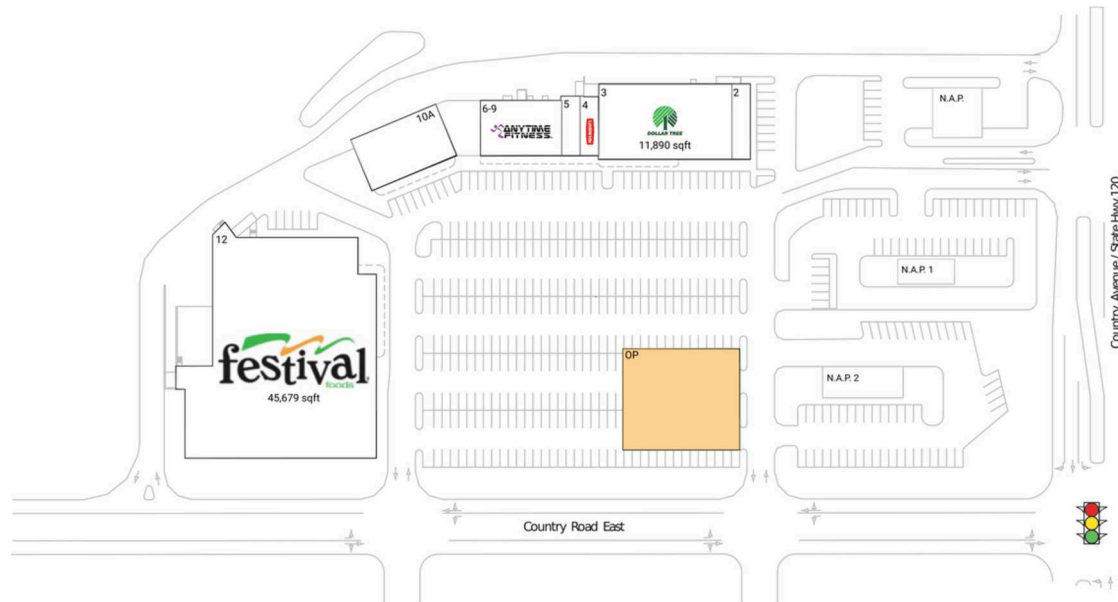 N.A.P.
10A
6-9
5
4
3
2
ANYTIME
FITNESS
DOLLAR TREE
11,890 sqft
12
festival
foods
45,679 sqft
N.A.P. 1
OP
N.A.P. 2
Country Avenue / State Hwy 120
Country Road East